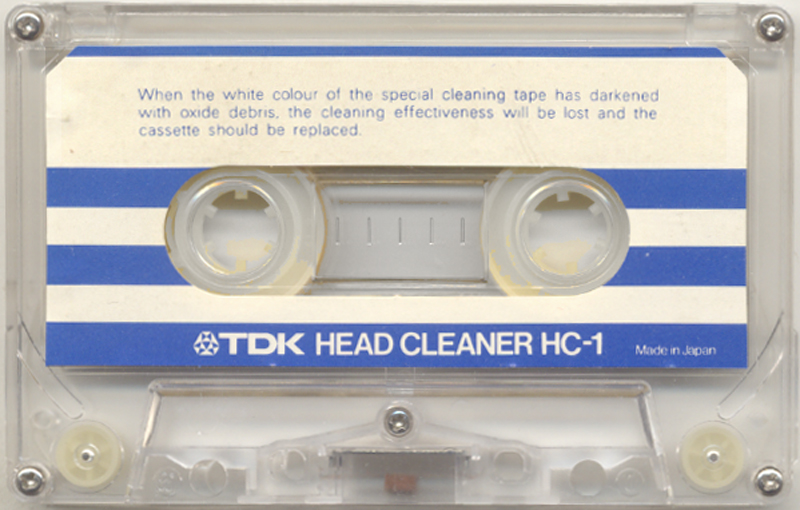 When the white colour of the special cleaning tape has darkened
with oxide debris, the cleaning effectiveness will be lost and the
cassette should be replaced.
TDK HEAD CLEANER HC-1 Made in Japan